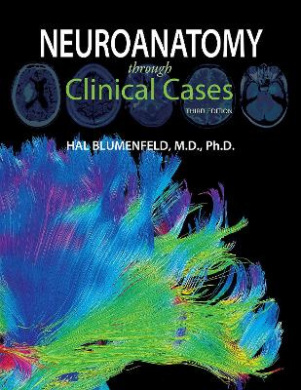 NEUROANATOMY
through
Clinical Cases
THIRD EDITION
HAL BLUMENFELD, M.D., Ph.D.